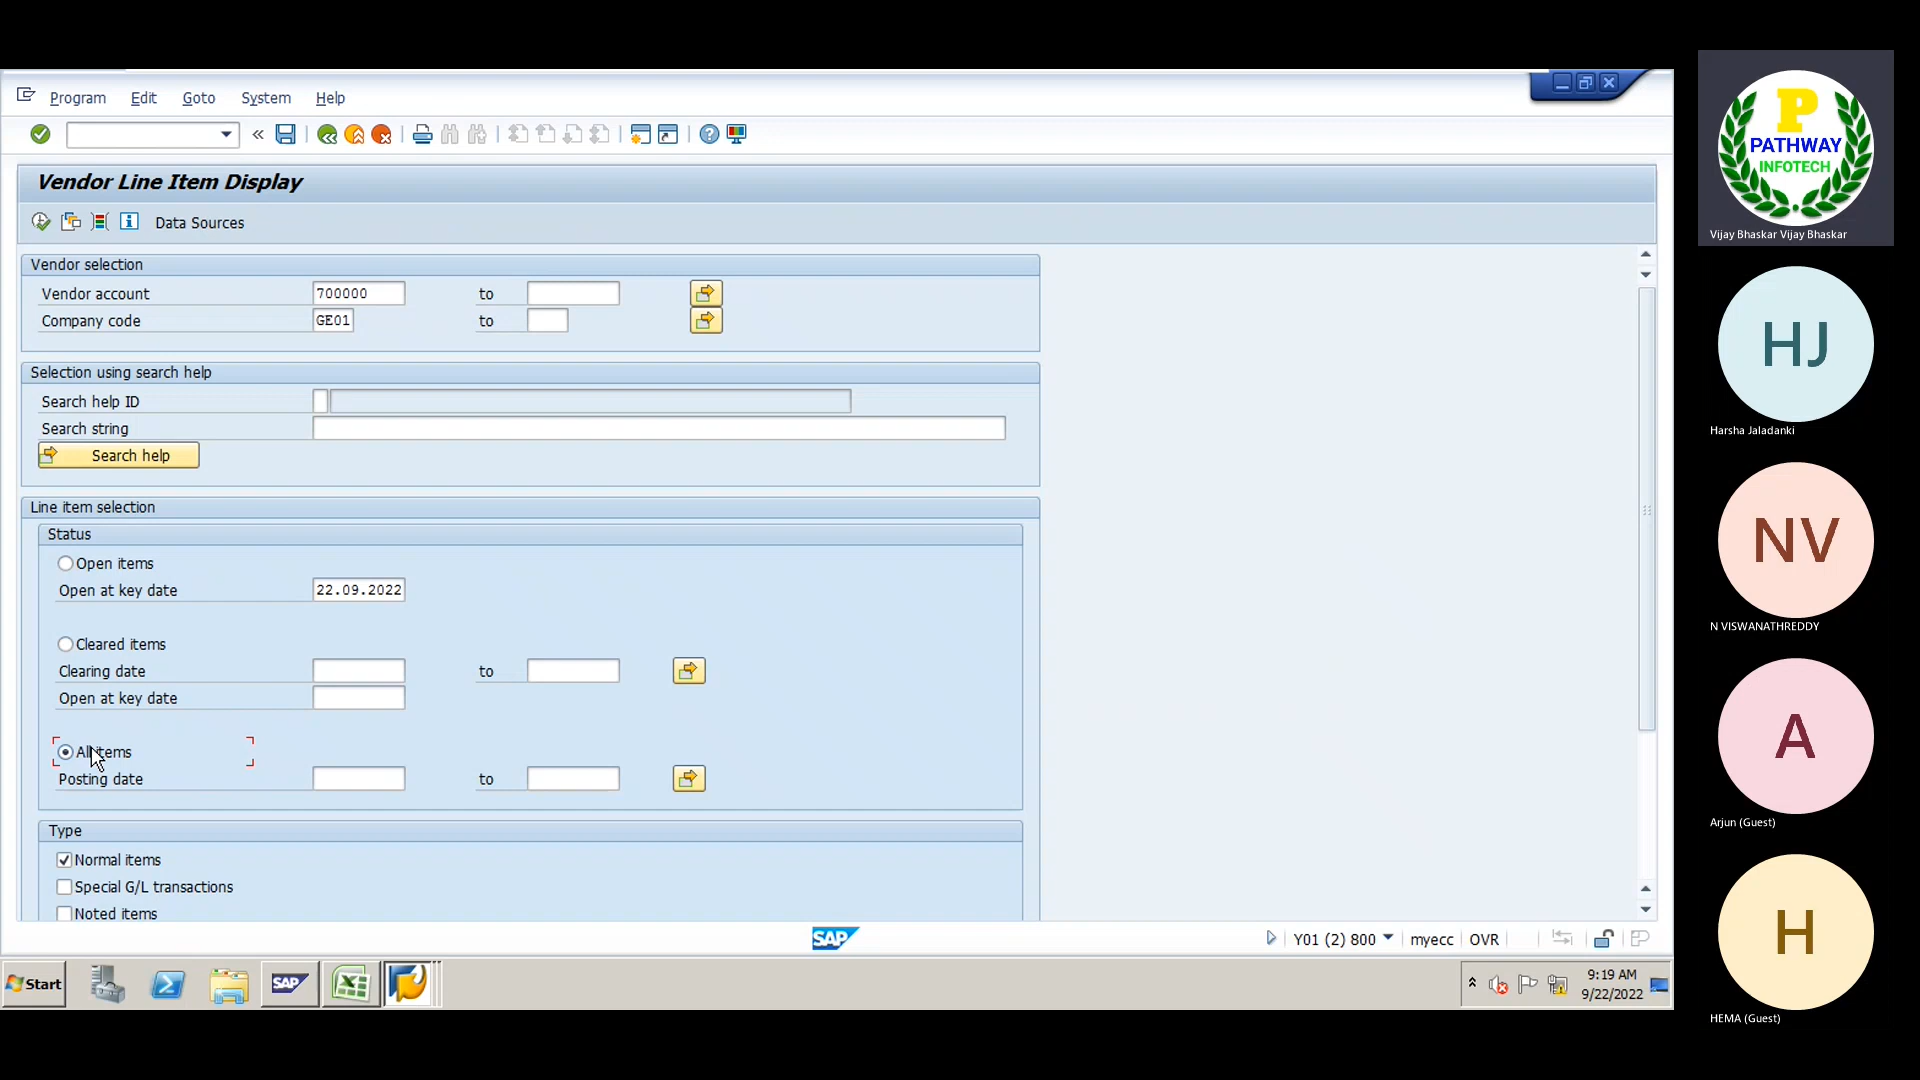 Program Edit Goto System Help
Vendor Line Item Display
Data Sources
Vendor selection
Vendor account 700000 to
Company code GE01 to
Selection using search help
Search help ID
Search string
Search help
Line item selection
Status
Open items
Open at key date 22.09.2022
Cleared items
Clearing date to
Open at key date
All items
Posting date to
Type
Normal items
Special G/L transactions
Noted items
SAP
Y01 (2) 800 myecc OVR
Start
SAP
9:19 AM
9/22/2022
P
PATHWAY
INFOTECH
Vijay Bhaskar Vijay Bhaskar
HJ
Harsha Jaladanki
NV
N VISWANATHREDDY
A
Arjun (Guest)
H
HEMA (Guest)